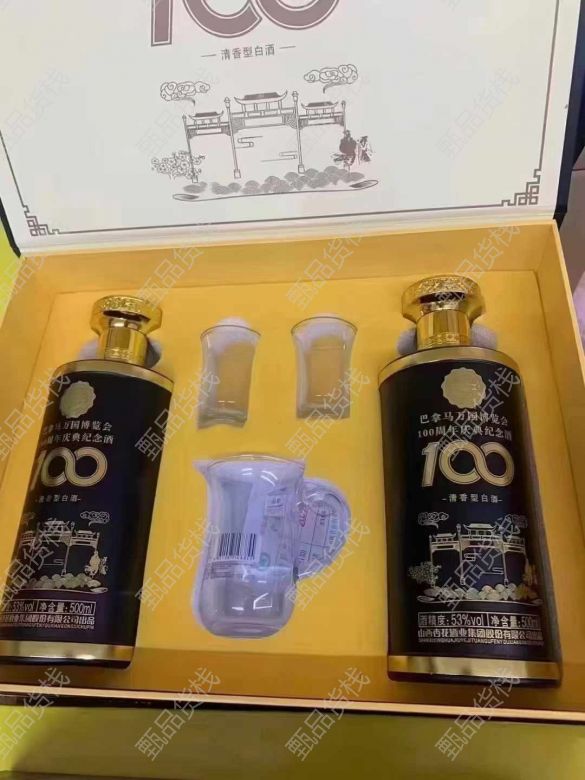 100
清香型白酒
巴拿马万国博览会
100周年庆典纪念酒
100
清香型白酒
53%vol 净含量:500ml
巴拿马万国博览会
100周年庆典纪念酒
100
清香型白酒
酒精度:53%vol 净含量:500ml
山西杏花酒业集团股份有限公司出品
甄品货栈